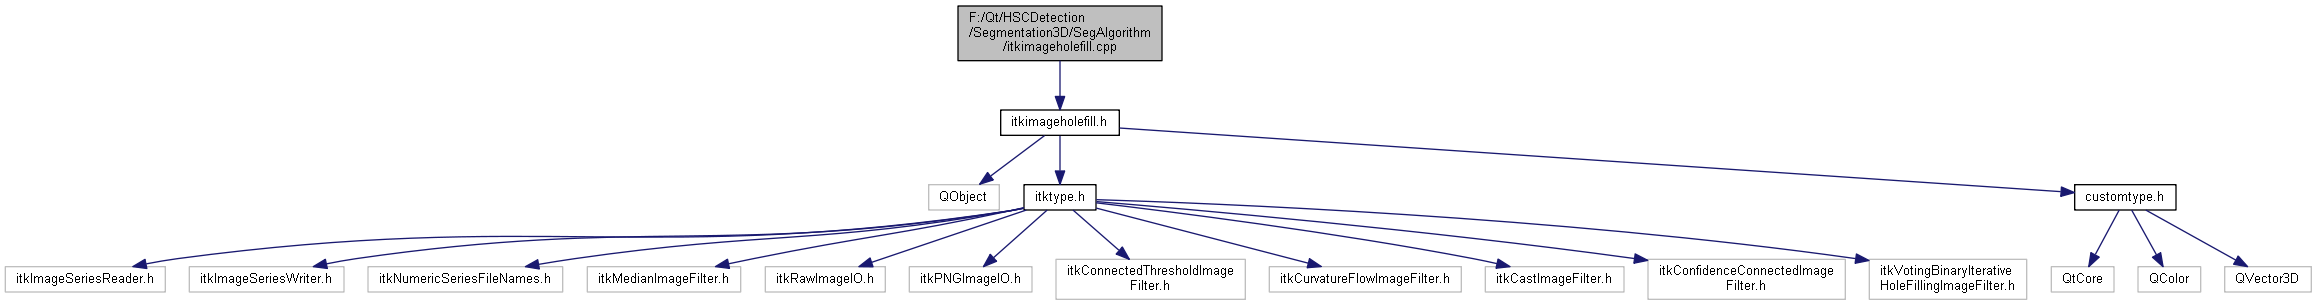 F:/Qt/HSCDetection
/Segmentation3D/SegAlgorithm
/itkimageholefill.cpp
itkimageholefill.h
QObject
itktype.h
customtype.h
itkImageSeriesReader.h
itkImageSeriesWriter.h
itkNumericSeriesFileNames.h
itkMedianImageFilter.h
itkRawImageIO.h
itkPNGImageIO.h
itkConnectedThresholdImage
Filter.h
itkCurvatureFlowImageFilter.h
itkCastImageFilter.h
itkConfidenceConnectedImage
Filter.h
itkVotingBinaryIterative
HoleFillingImageFilter.h
QtCore
QColor
QVector3D